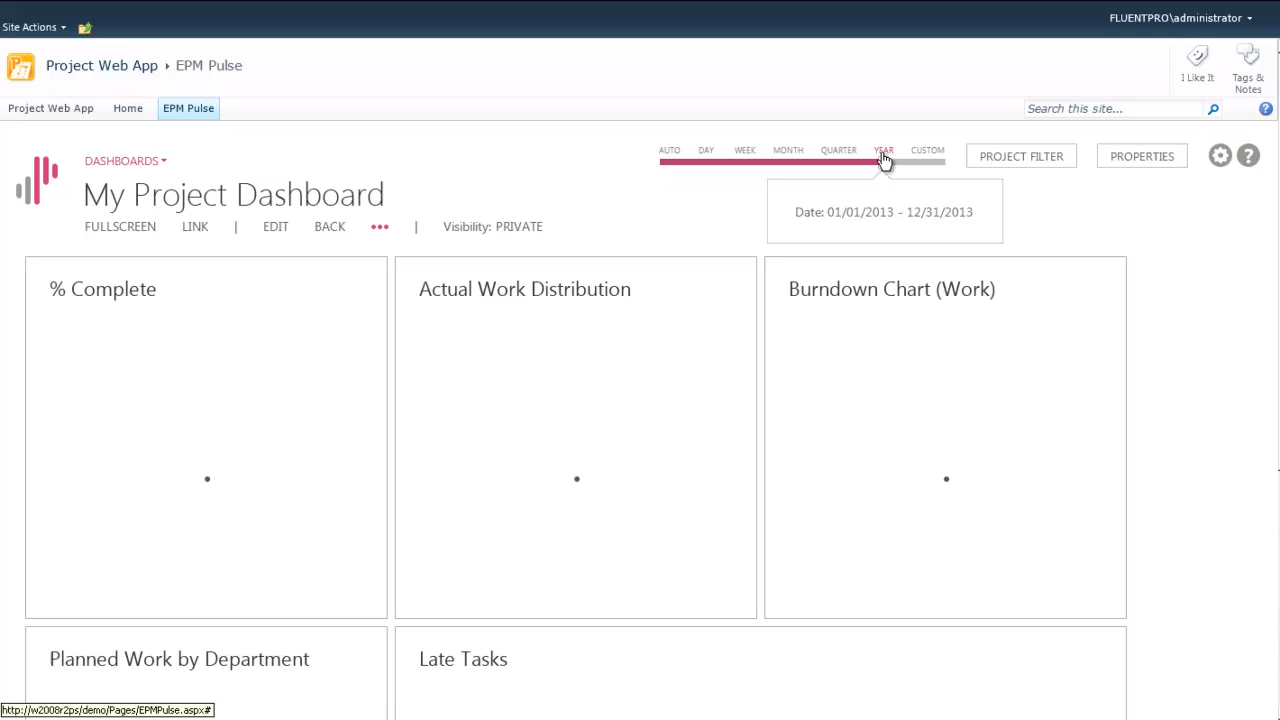 Site Actions
FLUENTPRO\administrator
Project Web App EPM Pulse
I Like It
Tags & Notes
Project Web App Home EPM Pulse
Search this site...
DASHBOARDS
AUTO DAY WEEK MONTH QUARTER YEAR CUSTOM
PROJECT FILTER
PROPERTIES
My Project Dashboard
Date: 01/01/2013 - 12/31/2013
FULLSCREEN LINK | EDIT BACK ••• | Visibility: PRIVATE
% Complete
Actual Work Distribution
Burndown Chart (Work)
Planned Work by Department
Late Tasks
http://w2008r2ps/demo/Pages/EPMPulse.aspx#